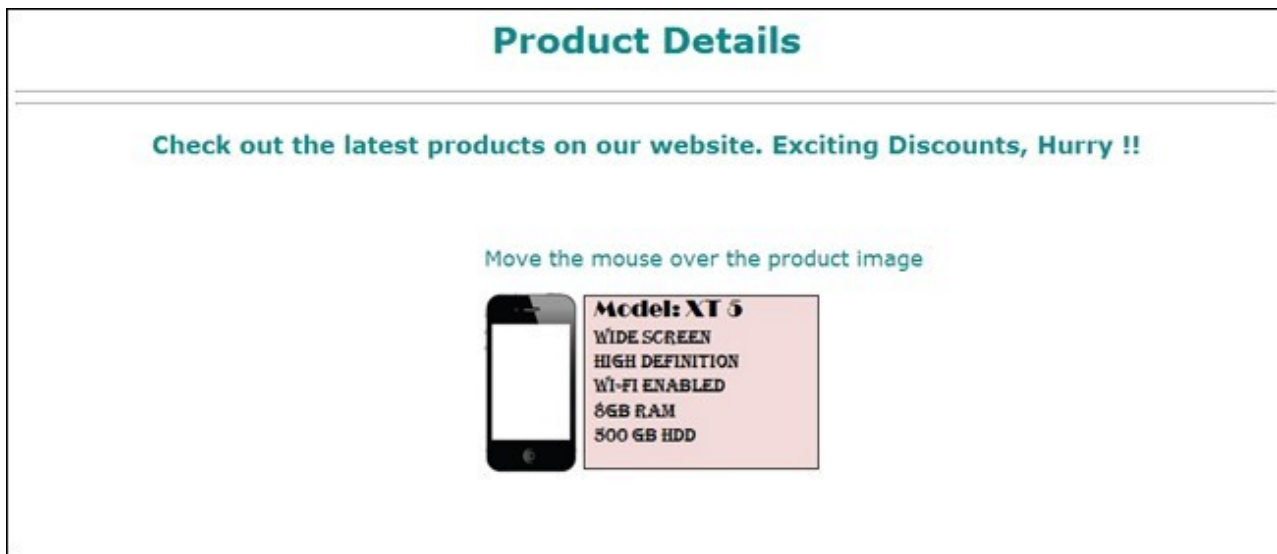 Product Details
Check out the latest products on our website. Exciting Discounts, Hurry !!
Move the mouse over the product image
Model: XT 5
WIDE SCREEN
HIGH DEFINITION
WI-FI ENABLED
8GB RAM
500 GB HDD